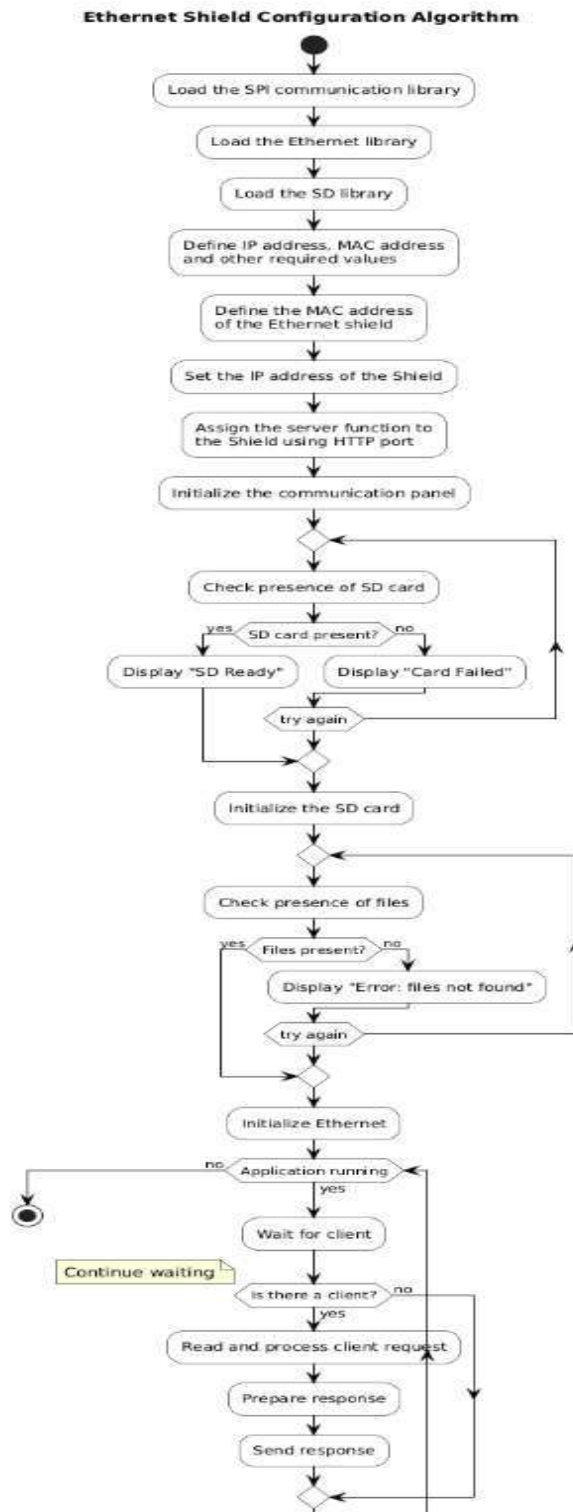 Ethernet Shield Configuration Algorithm
Load the SPI communication library
Load the Ethernet library
Load the SD library
Define IP address, MAC address
and other required values
Define the MAC address
of the Ethernet shield
Set the IP address of the Shield
Assign the server function to
the Shield using HTTP port
Initialize the communication panel
Check presence of SD card
yes
SD card present?
no
Display "SD Ready"
Display "Card Failed"
try again
Initialize the SD card
Check presence of files
yes
Files present?
no
Display "Error: files not found"
try again
Initialize Ethernet
no
Application running
yes
Wait for client
Continue waiting
Is there a client?
no
yes
Read and process client request
Prepare response
Send response